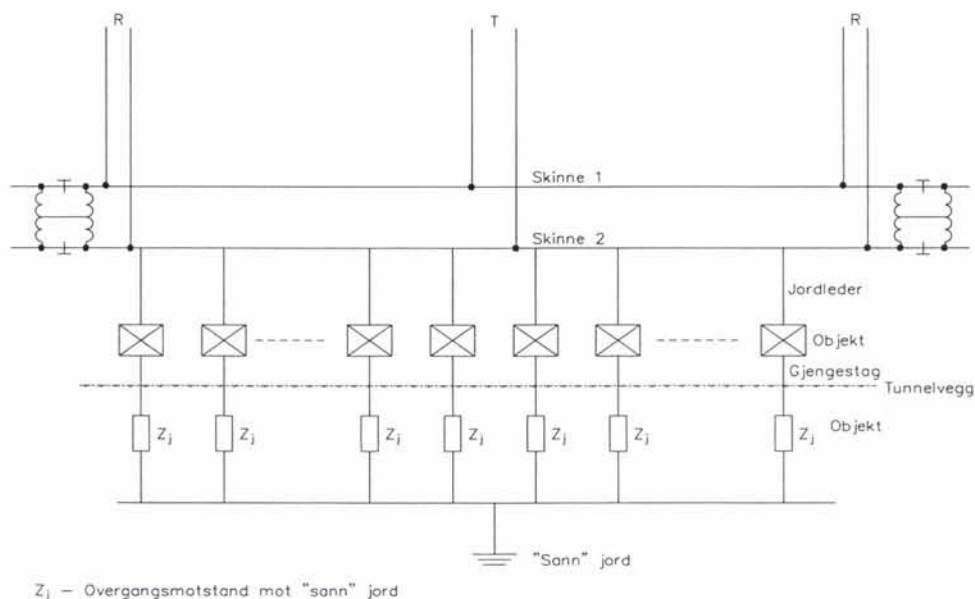 R T R
Skinne 1
Skinne 2
Jordleder
Objekt
Gjengestag
Tunnelvegg
Zj Zj Zj Zj Zj Zj Zj Objekt
"Sann" jord
Zj – Overgangsmotstand mot "sann" jord